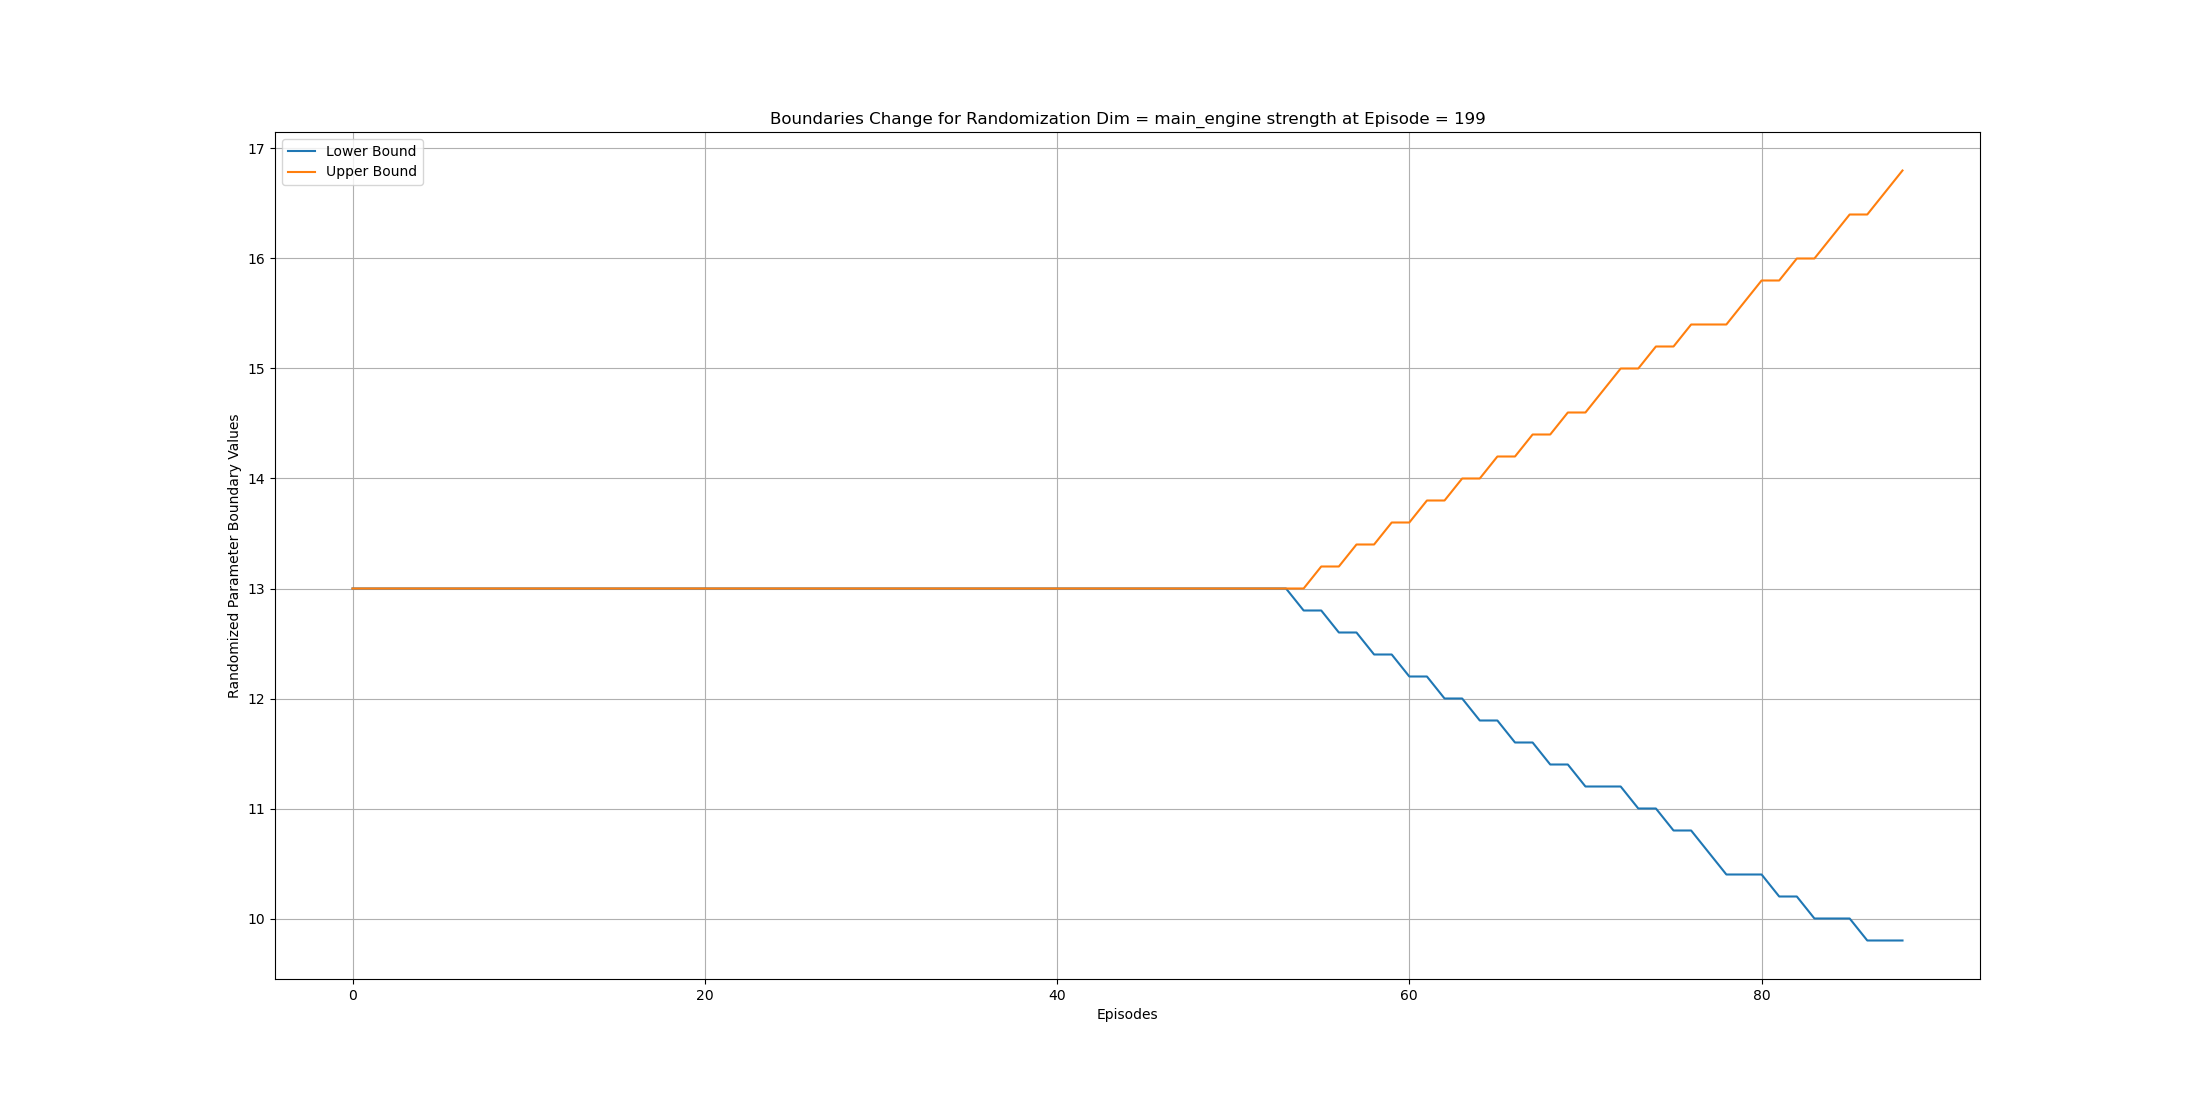 Boundaries Change for Randomization Dim = main_engine strength at Episode = 199
Lower Bound
Upper Bound
Randomized Parameter Boundary Values
17
16
15
14
13
12
11
10
0
20
40
60
80
Episodes